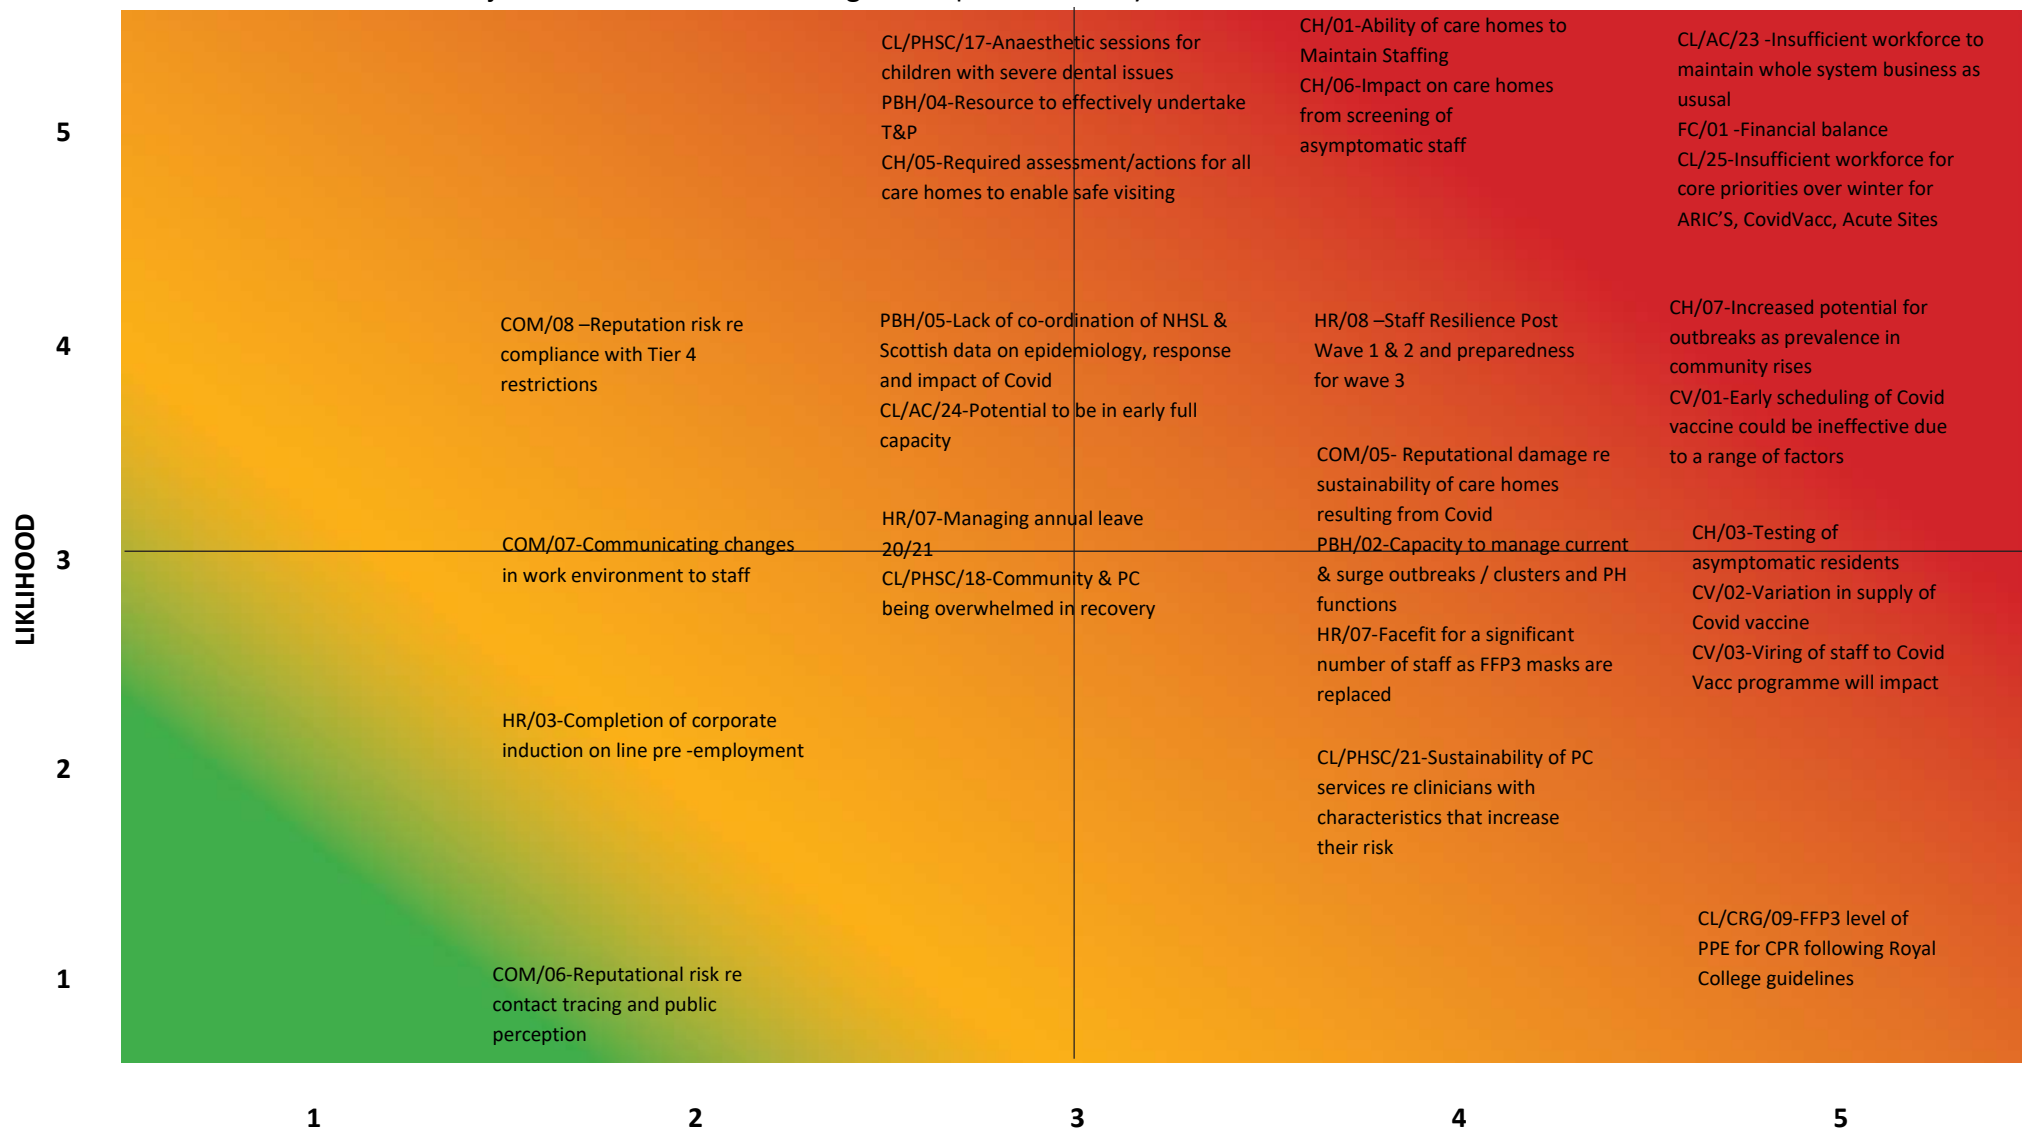 CL/PHSC/17-Anaesthetic sessions for
children with severe dental issues
PBH/04-Resource to effectively undertake
T&P
CH/05-Required assessment/actions for all
care homes to enable safe visiting
CH/01-Ability of care homes to
Maintain Staffing
CH/06-Impact on care homes
from screening of
asymptomatic staff
CL/AC/23 -Insufficient workforce to
maintain whole system business as
ususal
FC/01 -Financial balance
CL/25-Insufficient workforce for
core priorities over winter for
ARIC'S, CovidVacc, Acute Sites
5
COM/08 –Reputation risk re
compliance with Tier 4
restrictions
PBH/05-Lack of co-ordination of NHSL &
Scottish data on epidemiology, response
and impact of Covid
CL/AC/24-Potential to be in early full
capacity
HR/08 –Staff Resilience Post
Wave 1 & 2 and preparedness
for wave 3
CH/07-Increased potential for
outbreaks as prevalence in
community rises
CV/01-Early scheduling of Covid
vaccine could be ineffective due
to a range of factors
4
COM/07-Communicating changes
in work environment to staff
HR/07-Managing annual leave
20/21
CL/PHSC/18-Community & PC
being overwhelmed in recovery
COM/05- Reputational damage re
sustainability of care homes
resulting from Covid
PBH/02-Capacity to manage current
& surge outbreaks / clusters and PH
functions
HR/07-Facefit for a significant
number of staff as FFP3 masks are
replaced
CH/03-Testing of
asymptomatic residents
CV/02-Variation in supply of
Covid vaccine
CV/03-Viring of staff to Covid
Vacc programme will impact
LIKLIHOOD
3
HR/03-Completion of corporate
induction on line pre -employment
CL/PHSC/21-Sustainability of PC
services re clinicians with
characteristics that increase
their risk
2
COM/06-Reputational risk re
contact tracing and public
perception
CL/CRG/09-FFP3 level of
PPE for CPR following Royal
College guidelines
1
1
2
3
4
5